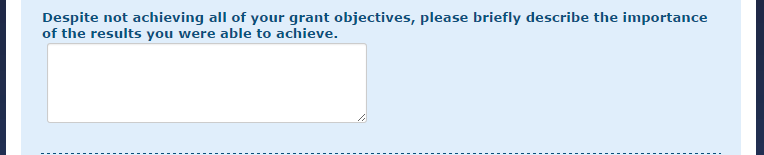 Despite not achieving all of your grant objectives, please briefly describe the importance
of the results you were able to achieve.